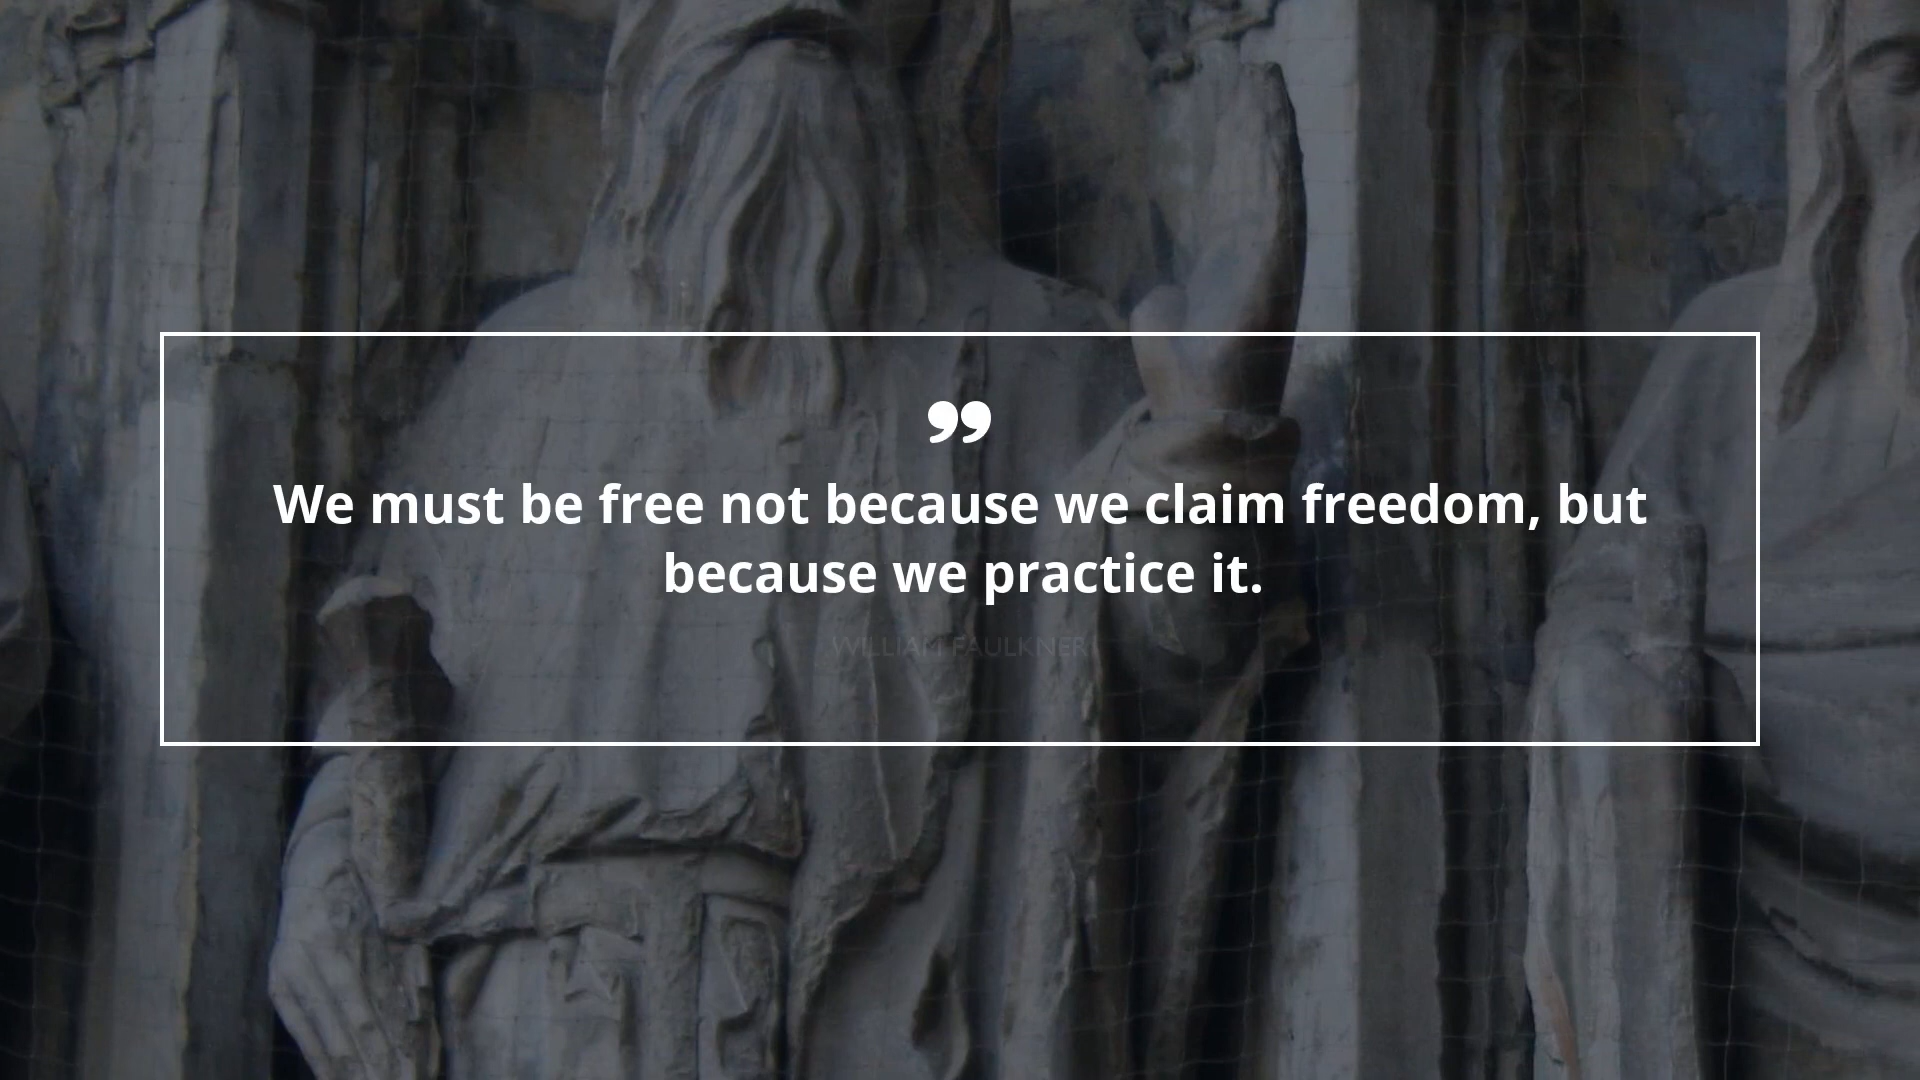 ”
We must be free not because we claim freedom, but
because we practice it.
WILLIAM FAULKNER